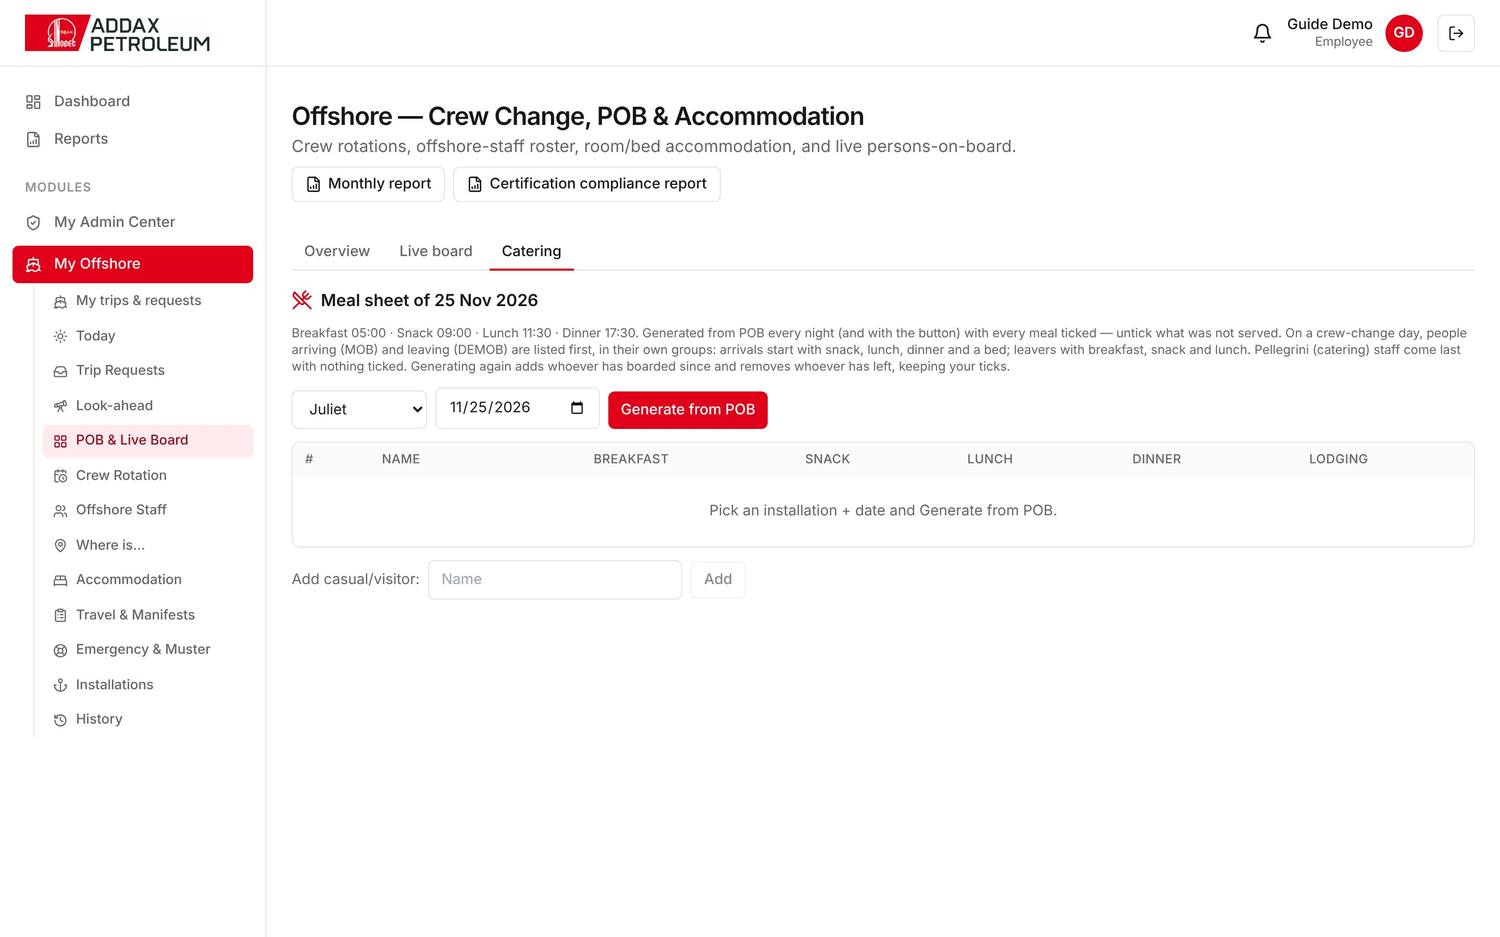 Sinopec
ADDAX
PETROLEUM
Guide Demo
Employee
GD
Dashboard
Reports
MODULES
My Admin Center
My Offshore
My trips & requests
Today
Trip Requests
Look-ahead
POB & Live Board
Crew Rotation
Offshore Staff
Where is...
Accommodation
Travel & Manifests
Emergency & Muster
Installations
History
Offshore — Crew Change, POB & Accommodation
Crew rotations, offshore-staff roster, room/bed accommodation, and live persons-on-board.
Monthly report
Certification compliance report
Overview
Live board
Catering
Meal sheet of 25 Nov 2026
Breakfast 05:00 · Snack 09:00 · Lunch 11:30 · Dinner 17:30. Generated from POB every night (and with the button) with every meal ticked — untick what was not served. On a crew-change day, people
arriving (MOB) and leaving (DEMOB) are listed first, in their own groups: arrivals start with snack, lunch, dinner and a bed; leavers with breakfast, snack and lunch. Pellegrini (catering) staff come last
with nothing ticked. Generating again adds whoever has boarded since and removes whoever has left, keeping your ticks.
Juliet
11/25/2026
Generate from POB
# NAME BREAKFAST SNACK LUNCH DINNER LODGING
Pick an installation + date and Generate from POB.
Add casual/visitor: Name Add